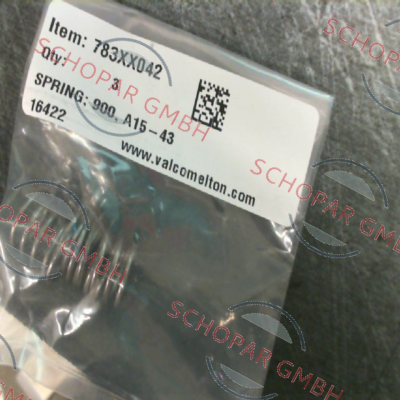 Item: 783XX042
Qty: 3
SPRING: 900, A15-43
16422
www.valcomelton.com
SCHOPAR GMBH
SCHOPAR GMBH
SCHOPAR GMBH
SCHOPAR GMBH